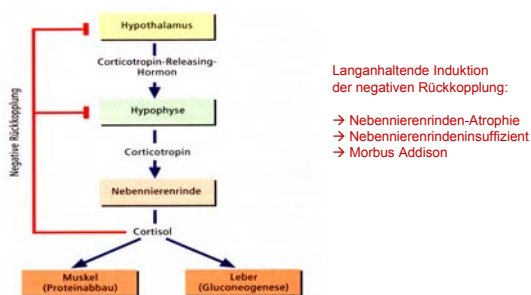 Hypothalamus
Corticotropin-Releasing-
Hormon
Hypophyse
Corticotropin
Nebennierenrinde
Cortisol
Muskel
(Proteinabbau)
Leber
(Gluconeogenese)
Negative Rückkopplung
Langanhaltende Induktion
der negativen Rückkopplung:
→ Nebennierenrinden-Atrophie
→ Nebennierenrindeninsuffizient
→ Morbus Addison